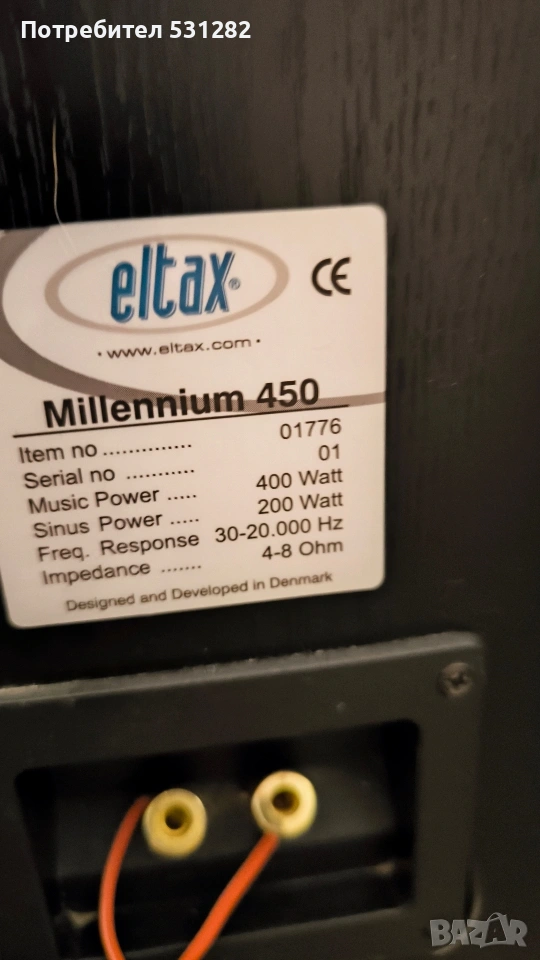 Потребител 531282
eltax®
CE
· www.eltax.com ·
Millennium 450
Item no .............. 01776
Serial no ........... 01
Music Power ..... 400 Watt
Sinus Power ..... 200 Watt
Freq. Response 30-20.000 Hz
Impedance ....... 4-8 Ohm
Designed and Developed in Denmark
BAZAR